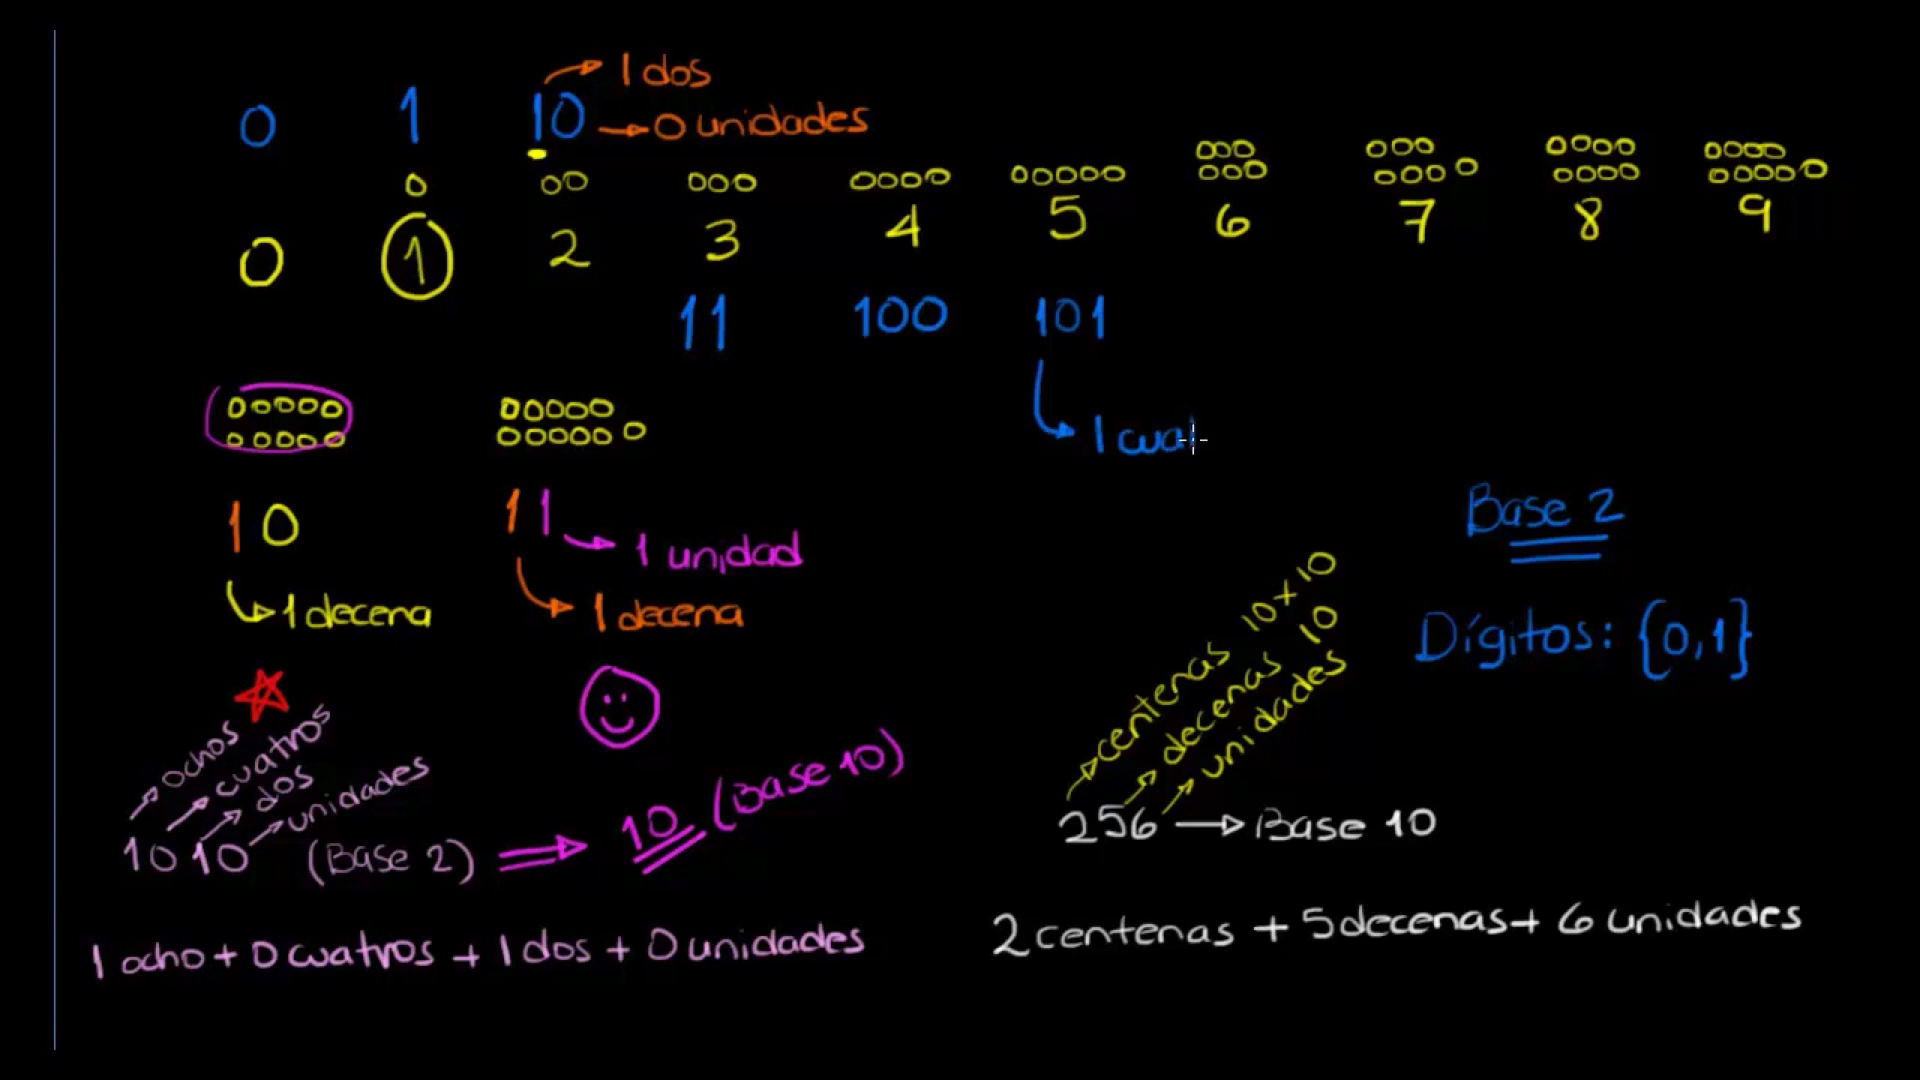 1 dos
0 1 10 0 unidades
0 1 2 3 4 5 6 7 8 9
11 100 101
1 cuat
10 11
1 unidad
1 decena 1 decena
Base 2
Dígitos: {0,1}
centenas 10x10
decenas 10
unidades
256 Base 10
2 centenas + 5 decenas + 6 unidades
ochos
cuatros
dos
unidades
1010 (Base 2) 10 (Base 10)
1 ocho + 0 cuatros + 1 dos + 0 unidades